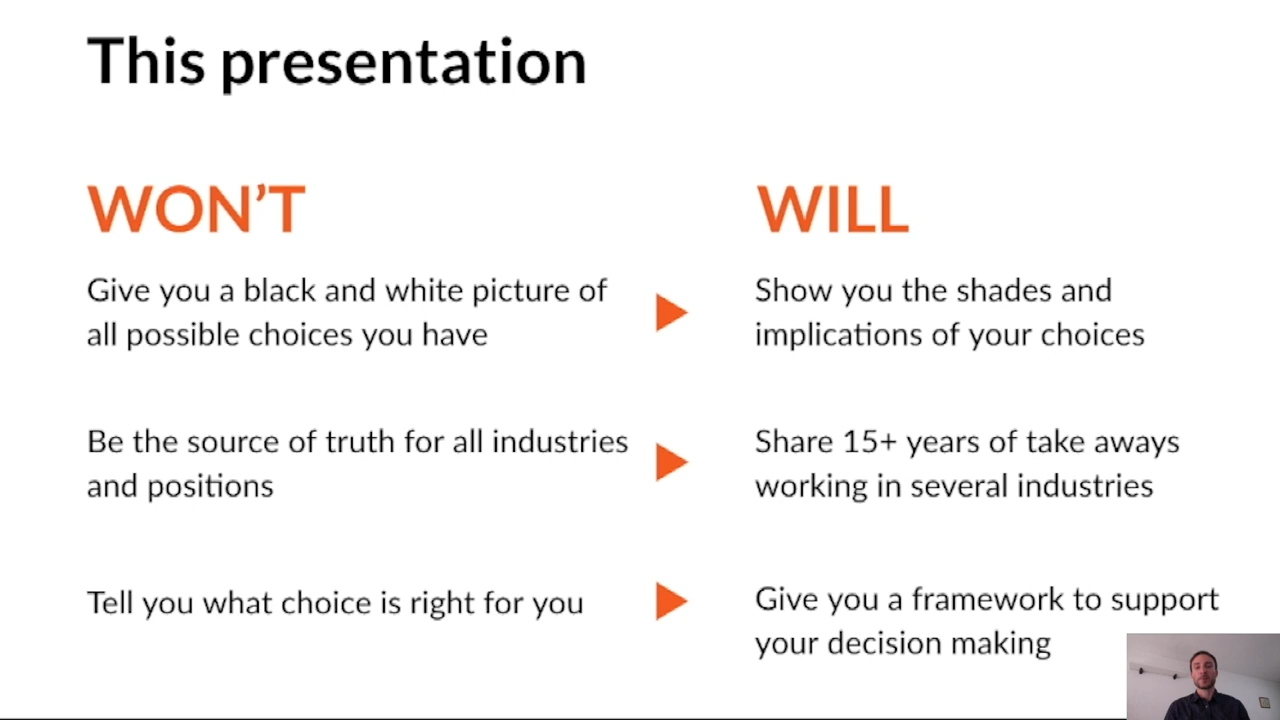 This presentation
WON’T
WILL
Give you a black and white picture of
all possible choices you have
Show you the shades and
implications of your choices
Be the source of truth for all industries
and positions
Share 15+ years of take aways
working in several industries
Tell you what choice is right for you
Give you a framework to support
your decision making